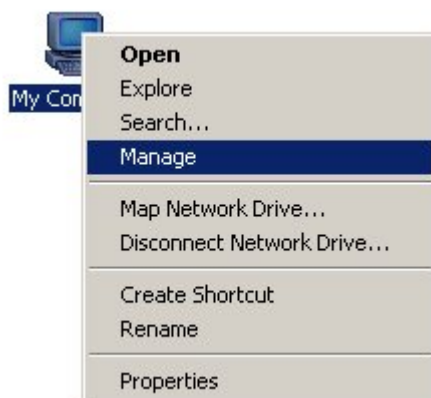 My Con
Open
Explore
Search...
Manage
Map Network Drive...
Disconnect Network Drive...
Create Shortcut
Rename
Properties